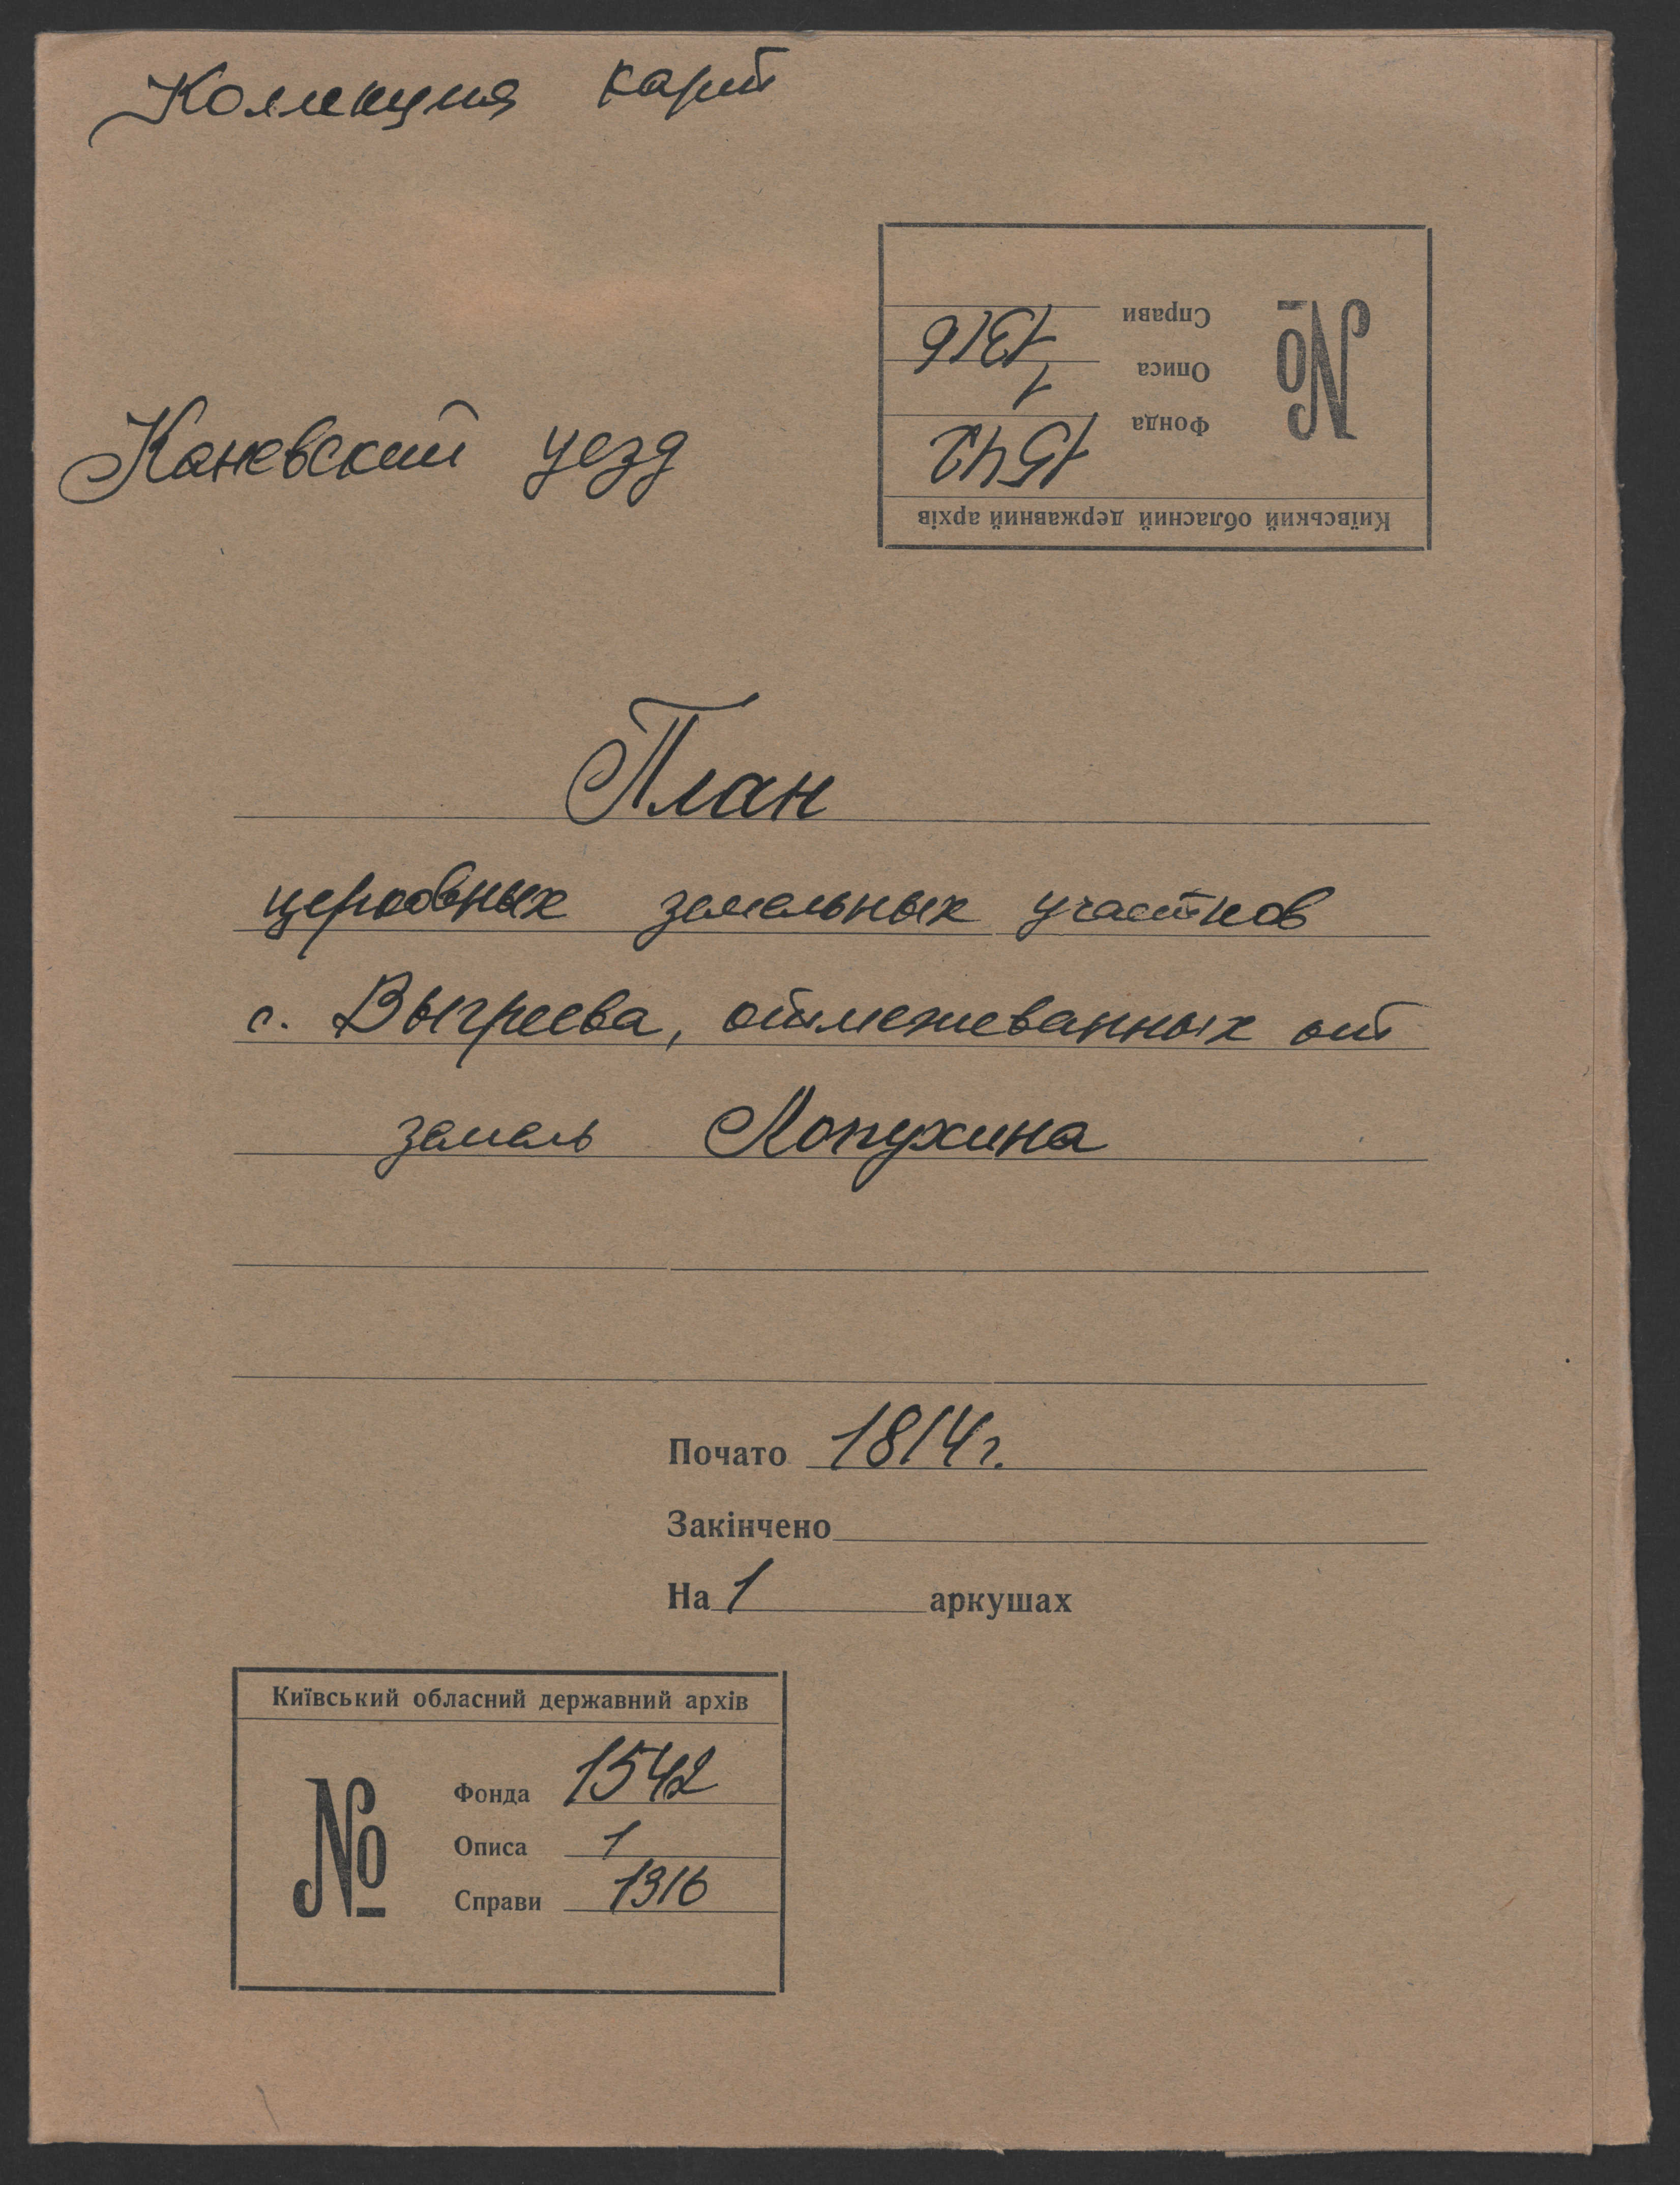 Коллекция карт
Справи 1316
Описа 1
Фонда 1542
№
Київський обласний державний архів
Каневский уезд
План
церковных земельных участков
с. Выгреева, отмежеванных от
земель Лопухина
Почато 1814 г.
Закінчено
На 1 аркушах
Київський обласний державний архів
№
Фонда 1542
Описа 1
Справи 1316